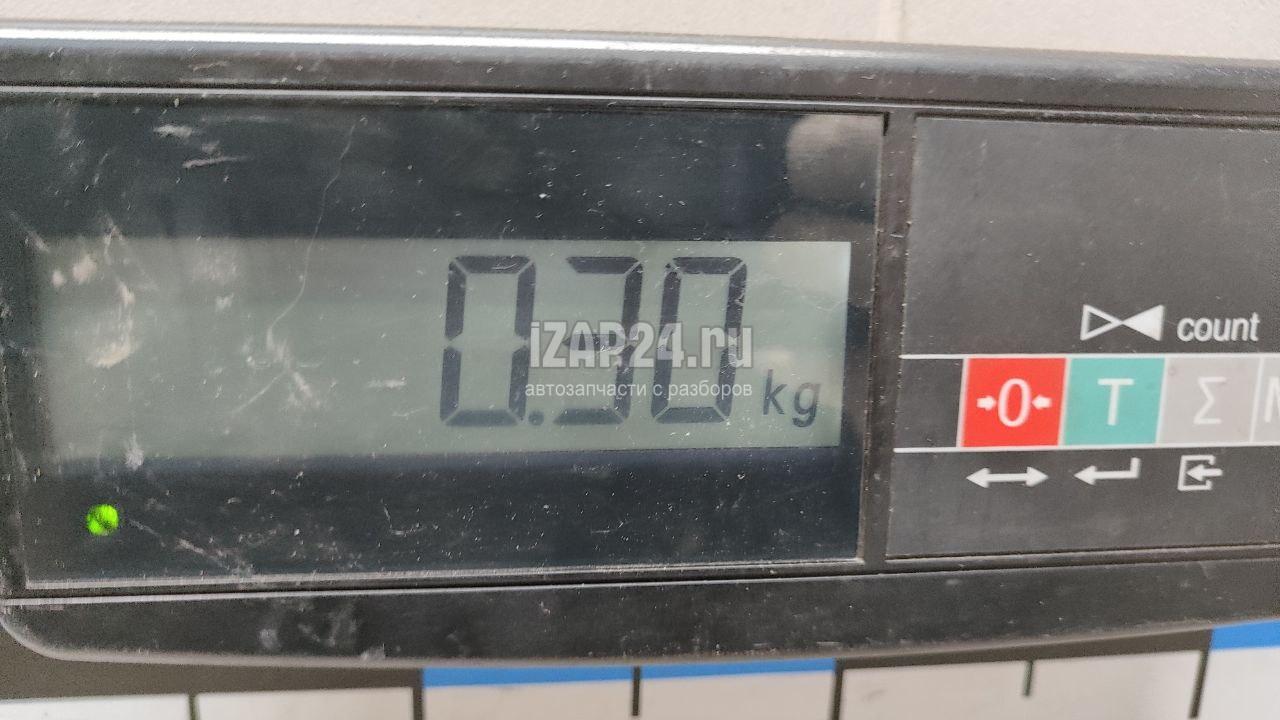 0.30 kg
iZAP24.ru
автозапчасти с разборов
count
→0← T Σ